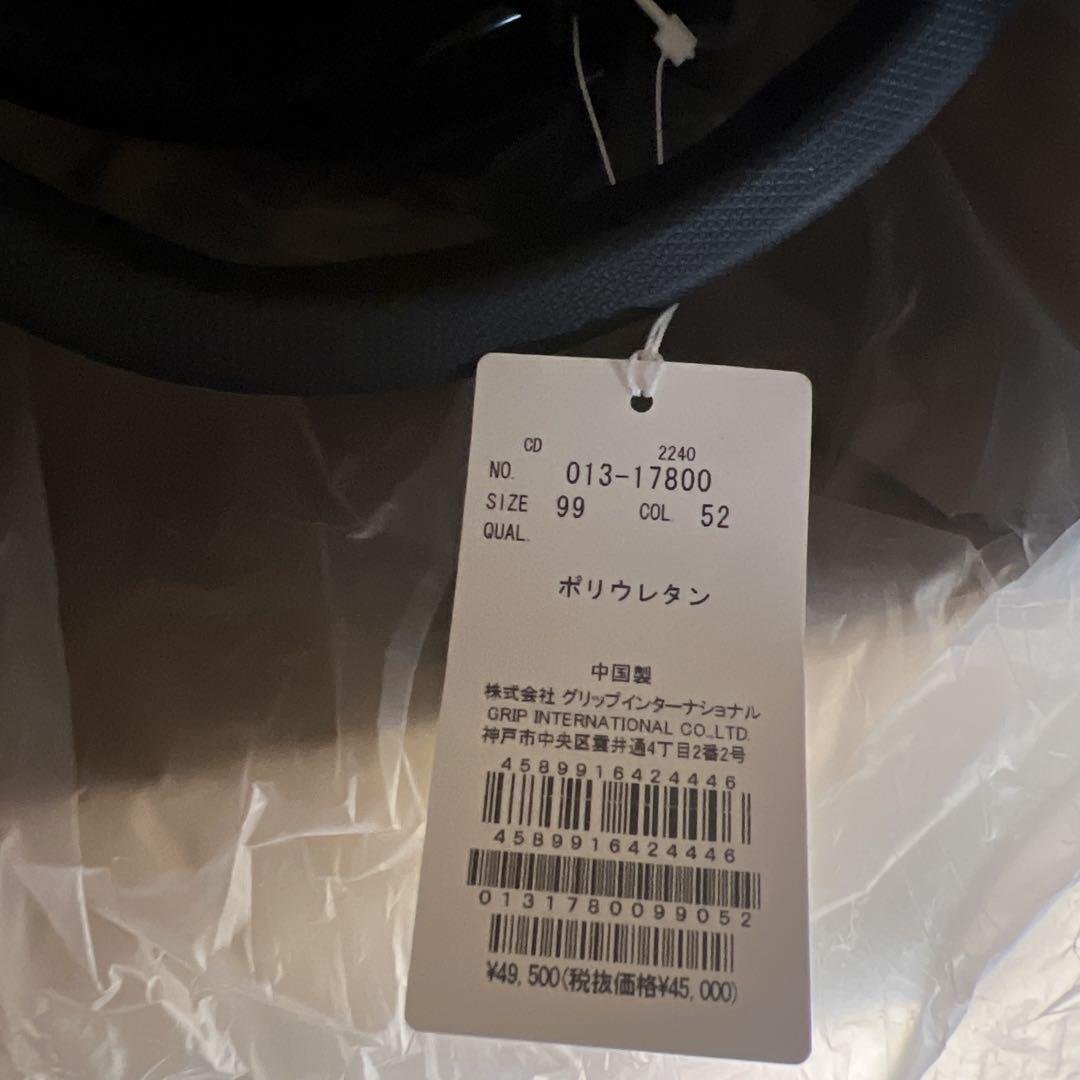 CD 2240
NO. 013-17800
SIZE 99 COL. 52
QUAL.
ポリウレタン
中国製
株式会社 グリップインターナショナル
GRIP INTERNATIONAL CO.,LTD.
神戸市中央区雲井通4丁目2番2号
4589916424446
4589916424446
0131780099052
¥49,500(税抜価格¥45,000)